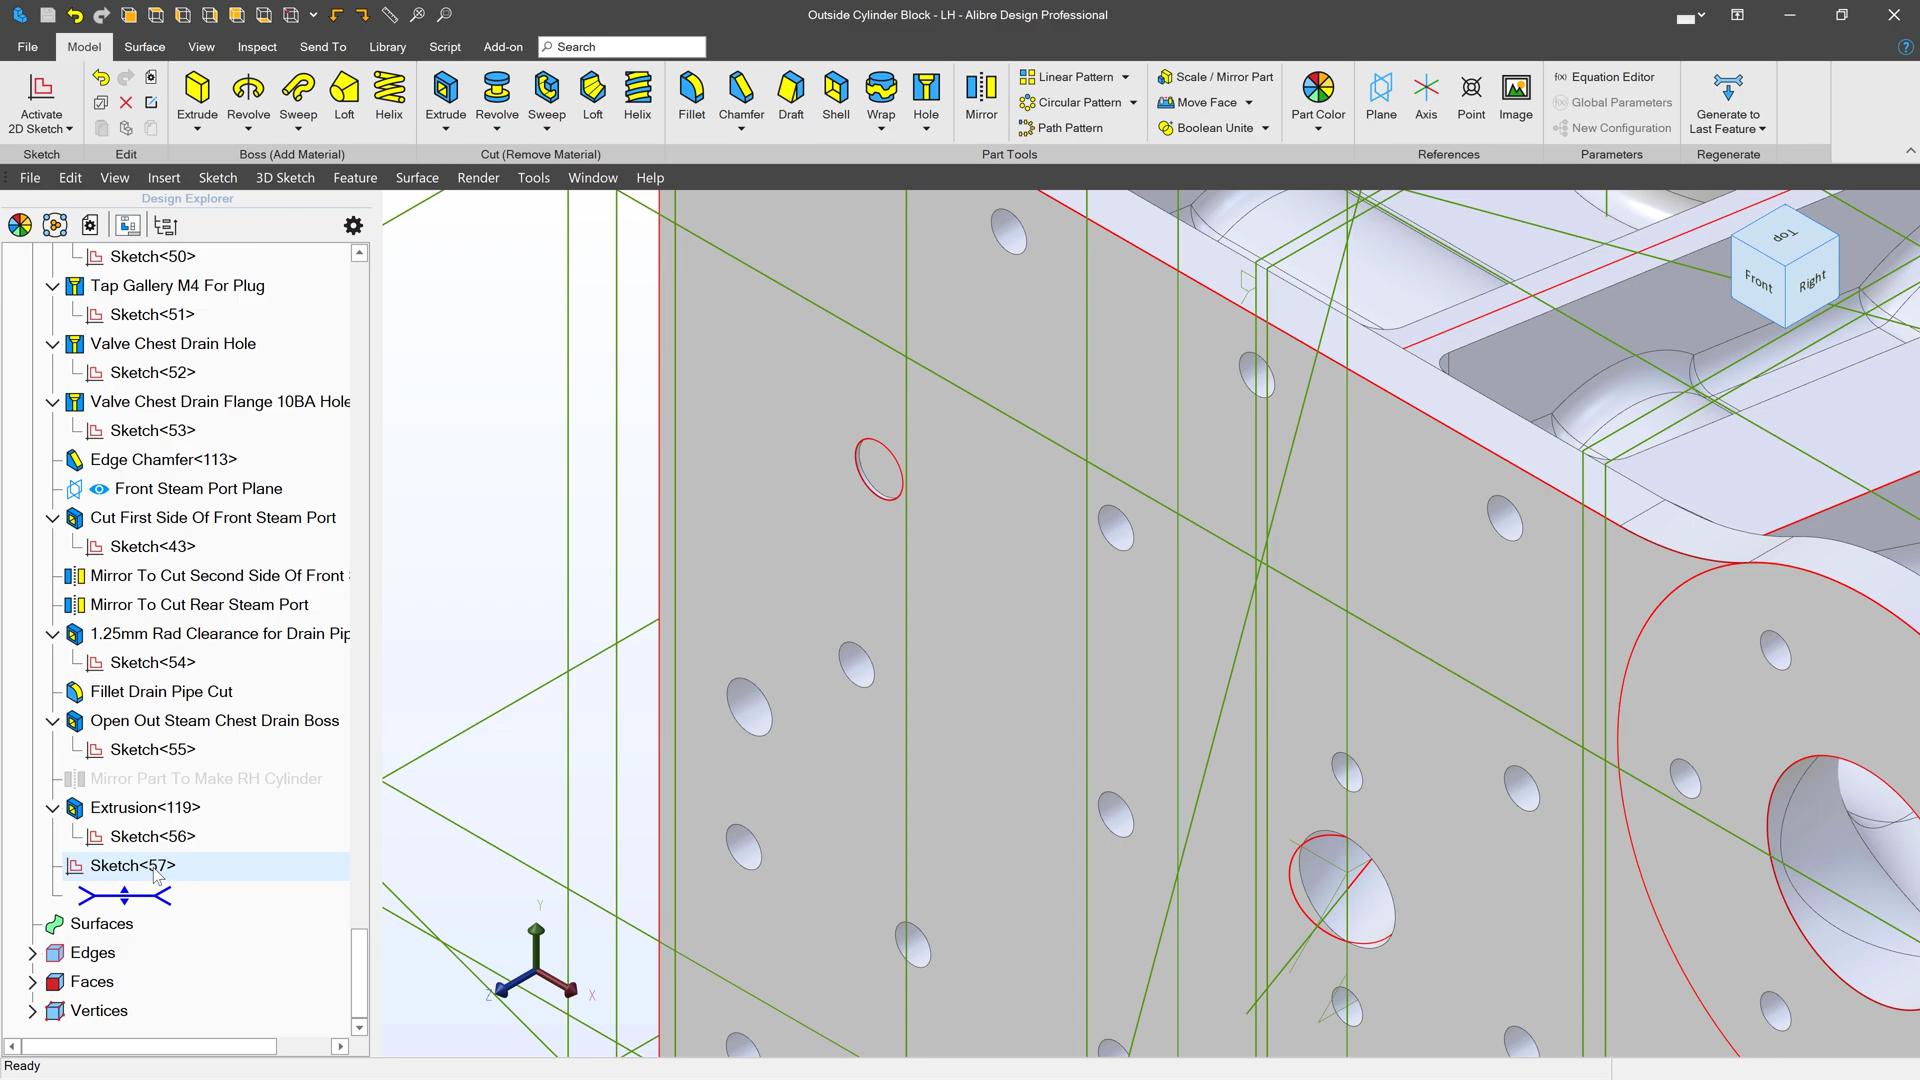 Outside Cylinder Block - LH - Alibre Design Professional
File
Model
Surface
View
Inspect
Send To
Library
Script
Add-on
Search
Activate
2D Sketch
Extrude
Revolve
Sweep
Loft
Helix
Extrude
Revolve
Sweep
Loft
Helix
Fillet
Chamfer
Draft
Shell
Wrap
Hole
Mirror
Linear Pattern
Circular Pattern
Path Pattern
Scale / Mirror Part
Move Face
Boolean Unite
Part Color
Plane
Axis
Point
Image
f(x) Equation Editor
Global Parameters
New Configuration
Generate to
Last Feature
Sketch
Edit
Boss (Add Material)
Cut (Remove Material)
Part Tools
References
Parameters
Regenerate
File
Edit
View
Insert
Sketch
3D Sketch
Feature
Surface
Render
Tools
Window
Help
Design Explorer
Sketch<50>
Tap Gallery M4 For Plug
Sketch<51>
Valve Chest Drain Hole
Sketch<52>
Valve Chest Drain Flange 10BA Hole
Sketch<53>
Edge Chamfer<113>
Front Steam Port Plane
Cut First Side Of Front Steam Port
Sketch<43>
Mirror To Cut Second Side Of Front
Mirror To Cut Rear Steam Port
1.25mm Rad Clearance for Drain Pip
Sketch<54>
Fillet Drain Pipe Cut
Open Out Steam Chest Drain Boss
Sketch<55>
Mirror Part To Make RH Cylinder
Extrusion<119>
Sketch<56>
Sketch<57>
Surfaces
Edges
Faces
Vertices
Top
Front
Right
Y
Z
X
Ready